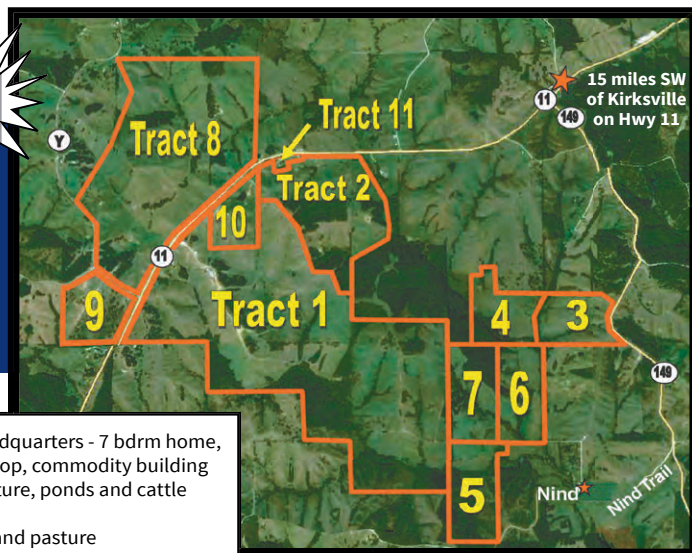 Tract 8
Tract 11
Tract 2
10
Tract 1
9
4
3
7
6
5
Y
11
11
149
149
15 miles SW
of Kirksville
on Hwy 11
Nind
Nind Trail
dquarters - 7 bdrm home,
op, commodity building
ture, ponds and cattle
and pasture